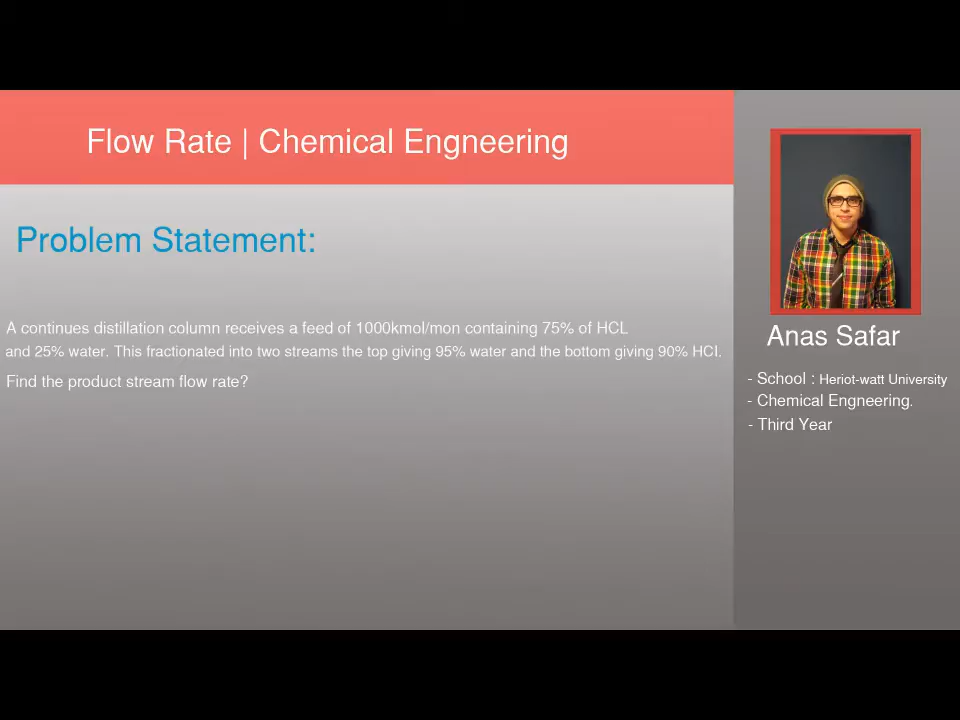 Flow Rate | Chemical Engneering
Problem Statement:
A continues distillation column receives a feed of 1000kmol/mon containing 75% of HCL
and 25% water. This fractionated into two streams the top giving 95% water and the bottom giving 90% HCl.
Find the product stream flow rate?
Anas Safar
- School : Heriot-watt University
- Chemical Engneering.
- Third Year